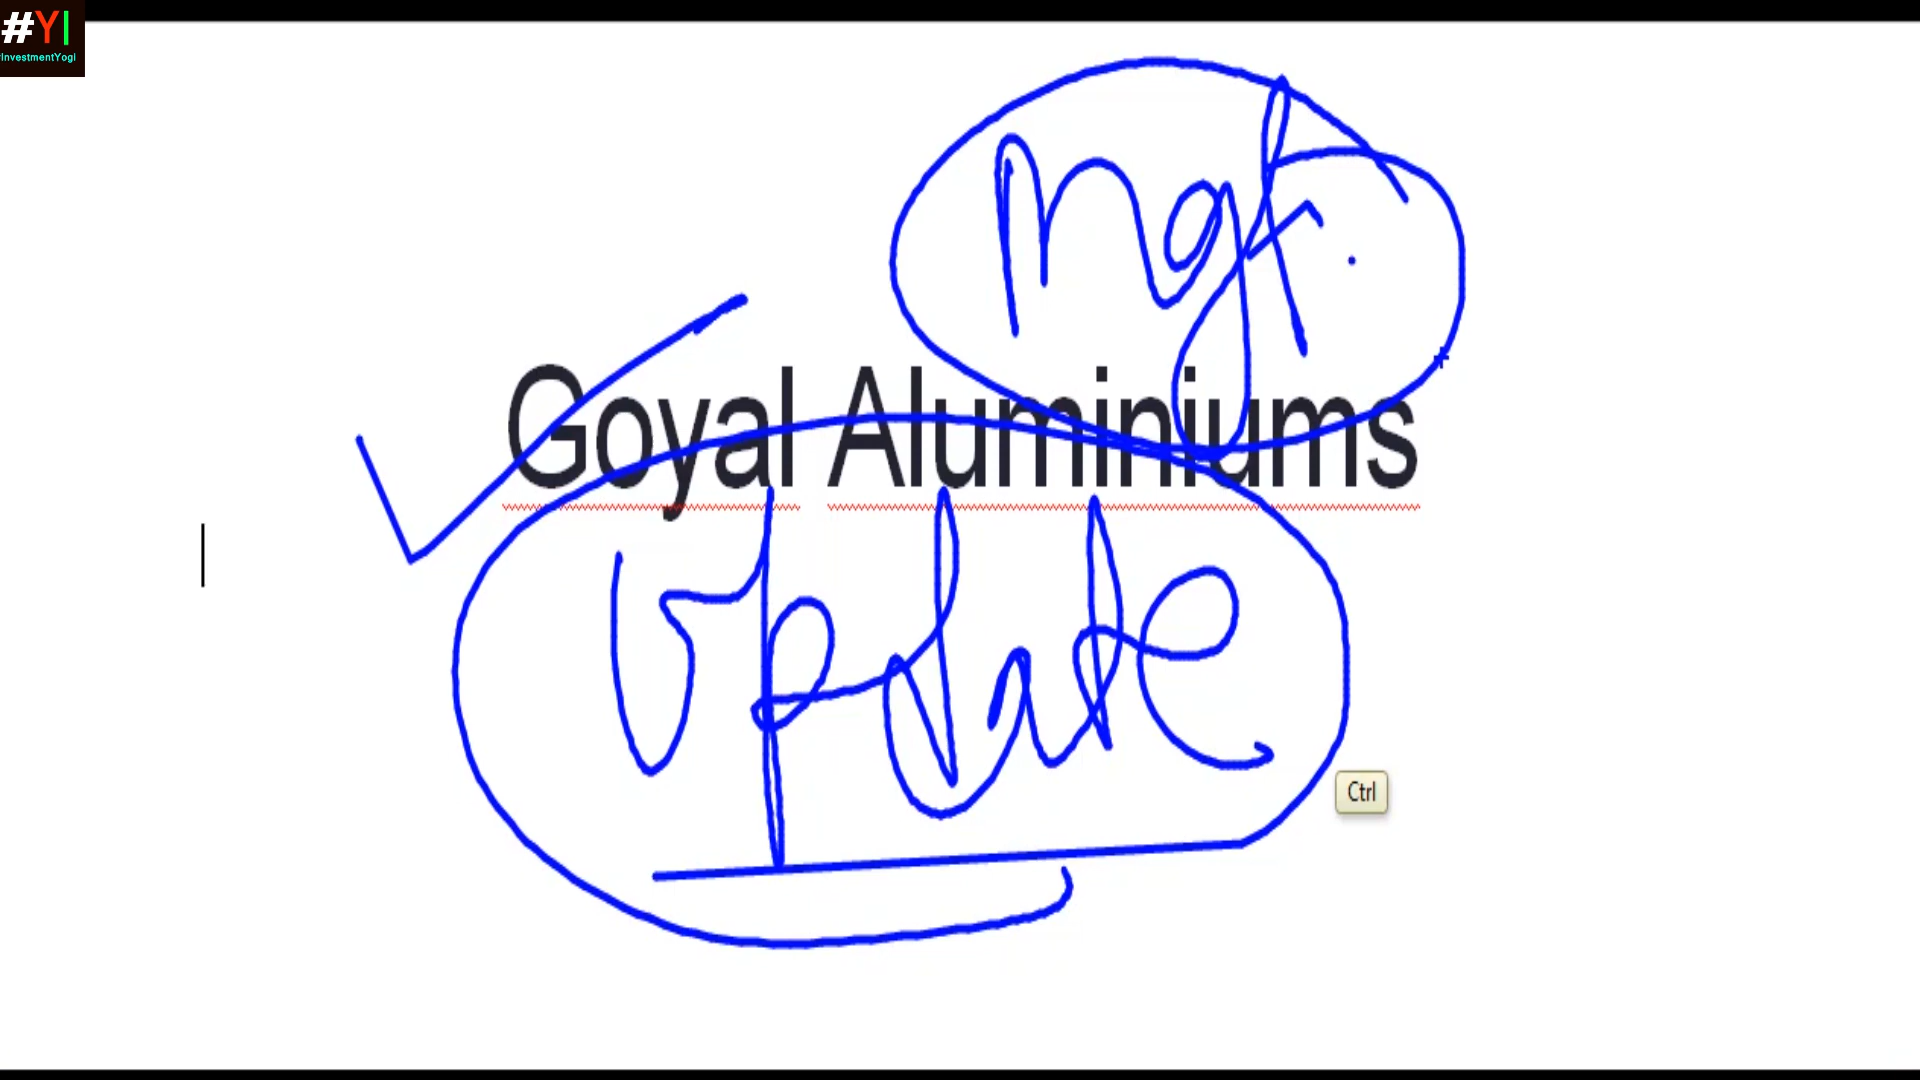 #YI
InvestmentYogi
mgt
Goyal Aluminiums
Update
Ctrl